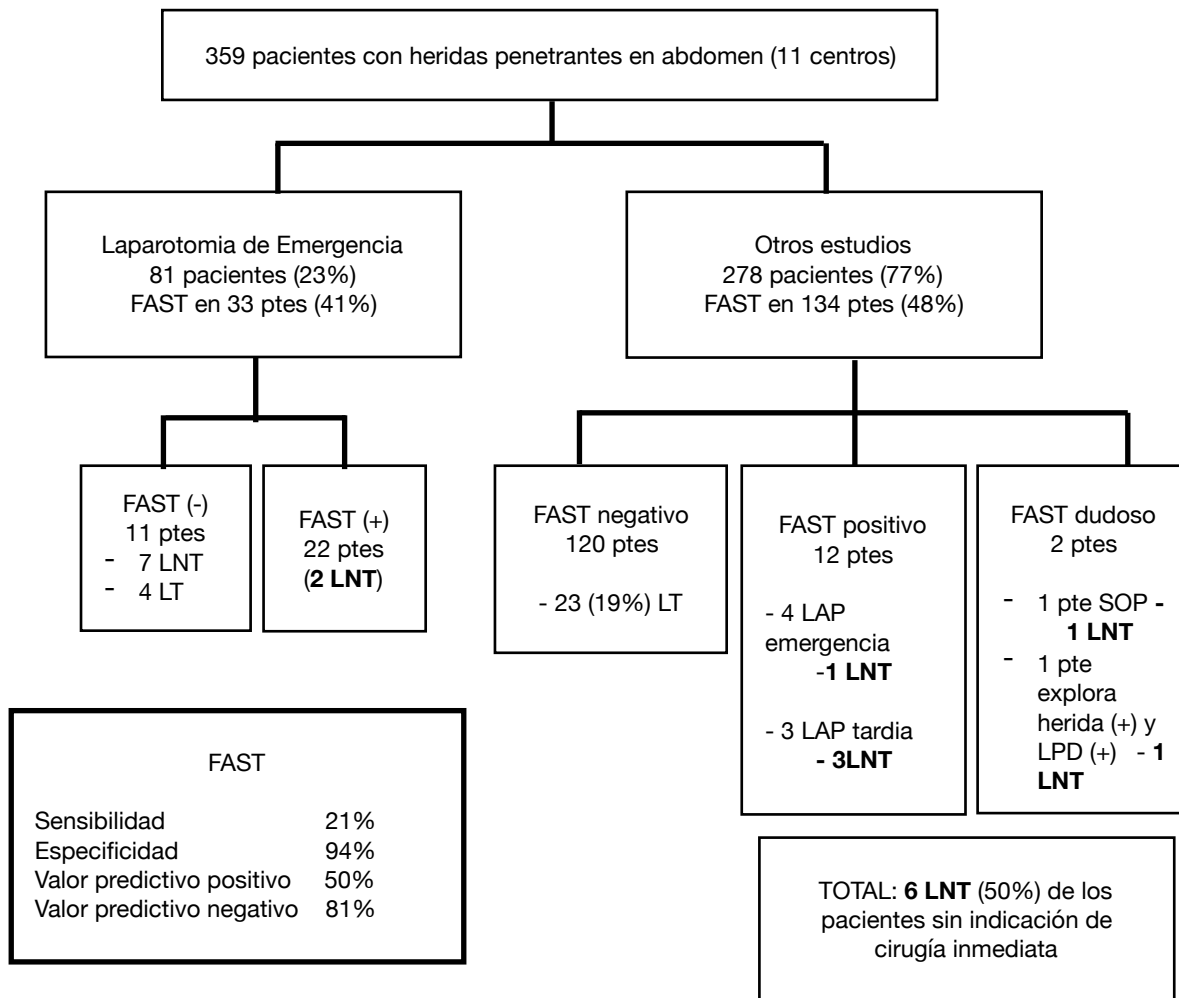 359 pacientes con heridas penetrantes en abdomen (11 centros)
Laparotomia de Emergencia
81 pacientes (23%)
FAST en 33 ptes (41%)
Otros estudios
278 pacientes (77%)
FAST en 134 ptes (48%)
FAST (-)
11 ptes
- 7 LNT
- 4 LT
FAST (+)
22 ptes
(2 LNT)
FAST negativo
120 ptes
- 23 (19%) LT
FAST positivo
12 ptes
- 4 LAP
emergencia
-1 LNT
- 3 LAP tardia
- 3LNT
FAST dudoso
2 ptes
- 1 pte SOP -
1 LNT
- 1 pte
explora
herida (+) y
LPD (+) - 1
LNT
FAST
Sensibilidad 21%
Especificidad 94%
Valor predictivo positivo 50%
Valor predictivo negativo 81%
TOTAL: 6 LNT (50%) de los
pacientes sin indicación de
cirugía inmediata